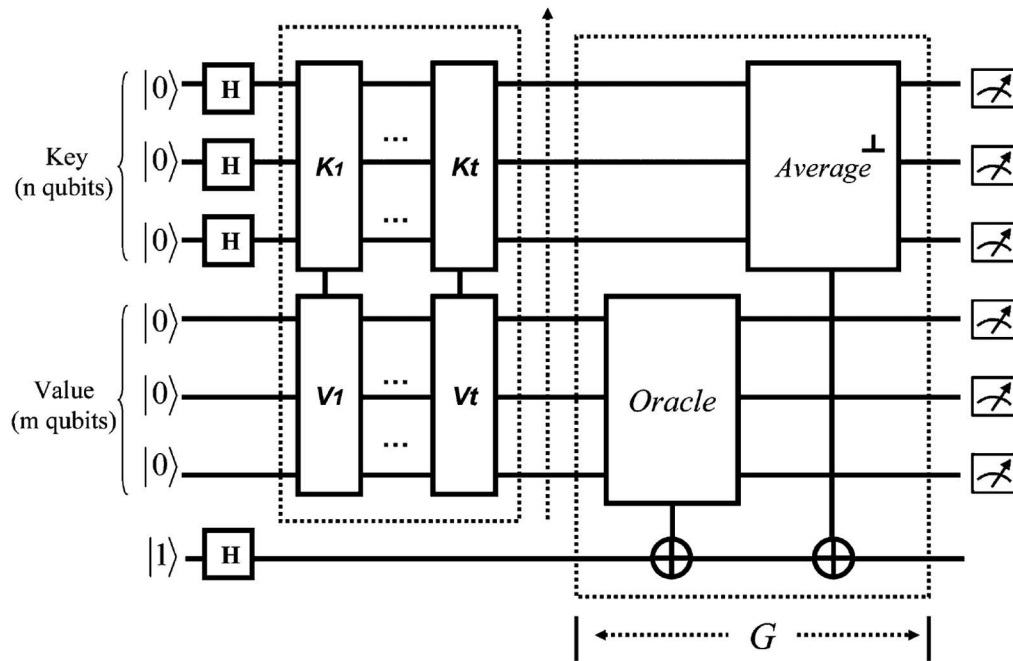 Key
(n qubits)
Value
(m qubits)
|0⟩ H
|0⟩ H
|0⟩ H
|0⟩
|0⟩
|0⟩
|1⟩ H
K1 ... Kt
...
V1 ... Vt
...
Oracle
Average ⊥
G